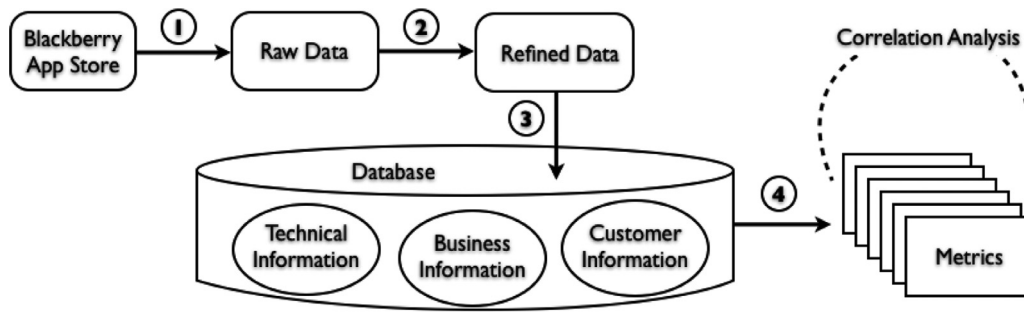 Blackberry
App Store
1
Raw Data
2
Refined Data
3
Correlation Analysis
Database
Technical
Information
Business
Information
Customer
Information
4
Metrics